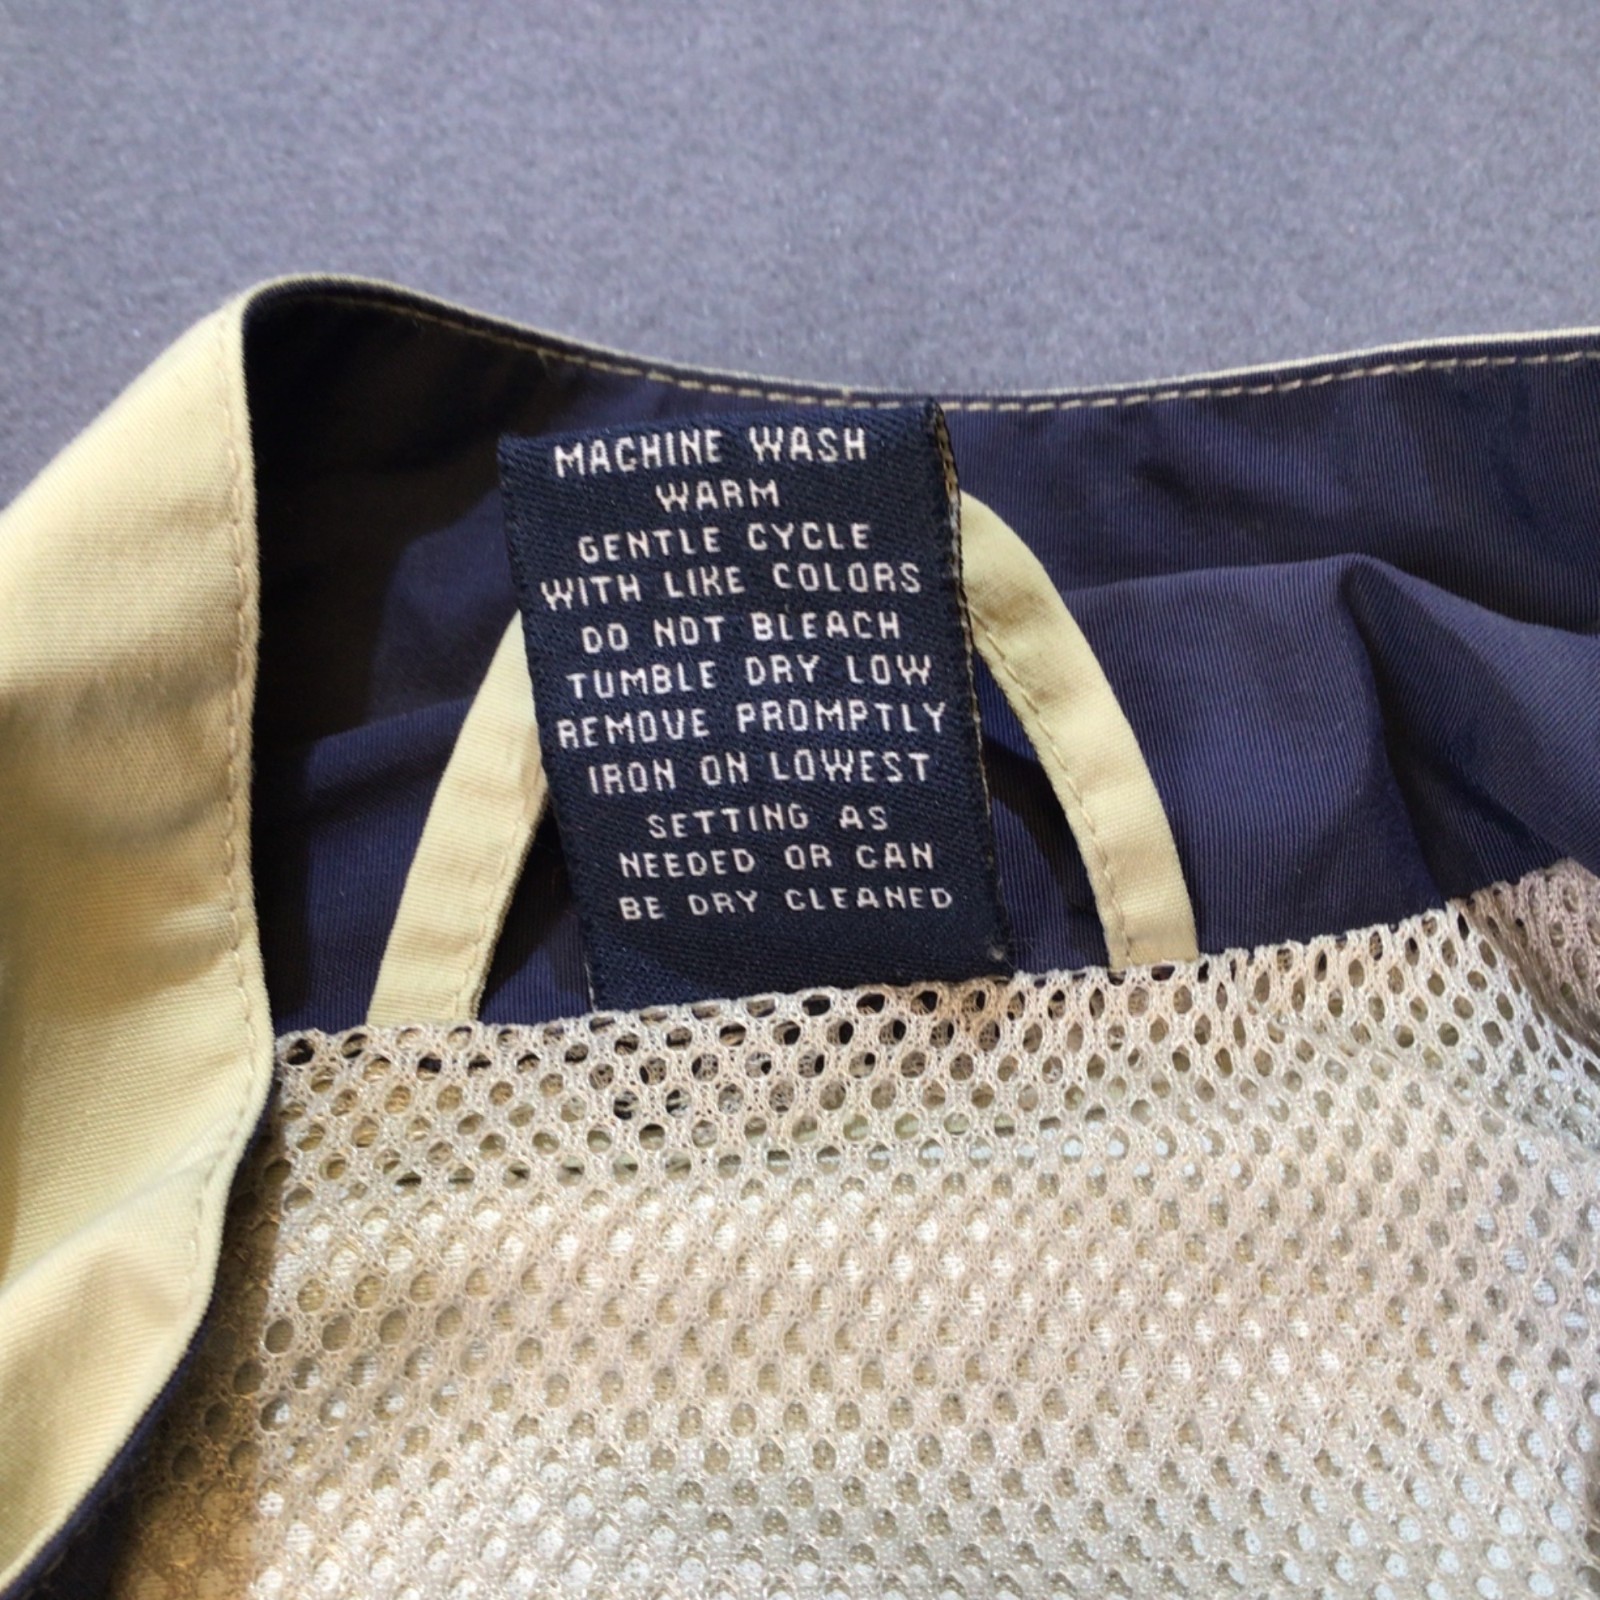 MACHINE WASH
WARM
GENTLE CYCLE
WITH LIKE COLORS
DO NOT BLEACH
TUMBLE DRY LOW
REMOVE PROMPTLY
IRON ON LOWEST
SETTING AS
NEEDED OR CAN
BE DRY CLEANED